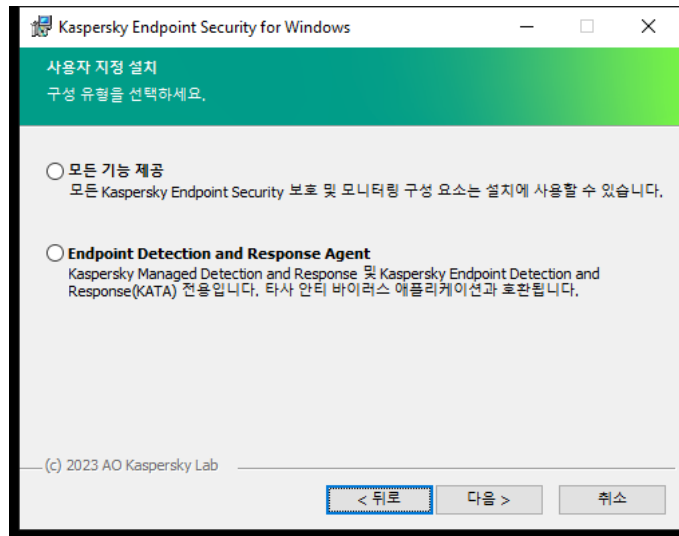 Kaspersky Endpoint Security for Windows
사용자 지정 설치
구성 유형을 선택하세요.
모든 기능 제공
모든 Kaspersky Endpoint Security 보호 및 모니터링 구성 요소는 설치에 사용할 수 있습니다.
Endpoint Detection and Response Agent
Kaspersky Managed Detection and Response 및 Kaspersky Endpoint Detection and
Response(KATA) 전용입니다. 타사 안티 바이러스 애플리케이션과 호환됩니다.
(c) 2023 AO Kaspersky Lab
< 뒤로 다음 > 취소